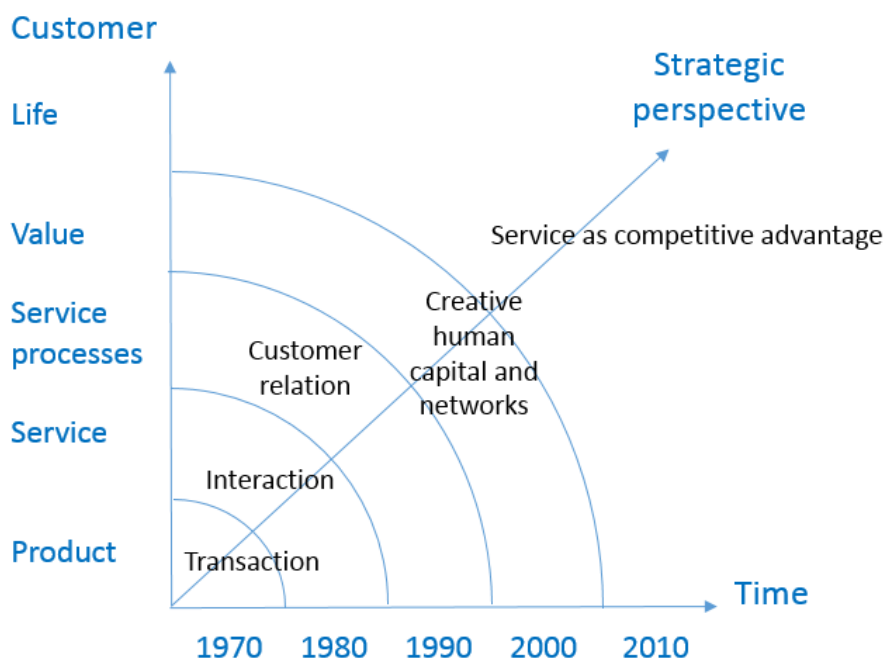 Customer
Strategic
perspective
Life
Value
Service as competitive advantage
Service
processes
Creative
human
capital and
networks
Customer
relation
Service
Interaction
Product
Transaction
Time
1970 1980 1990 2000 2010